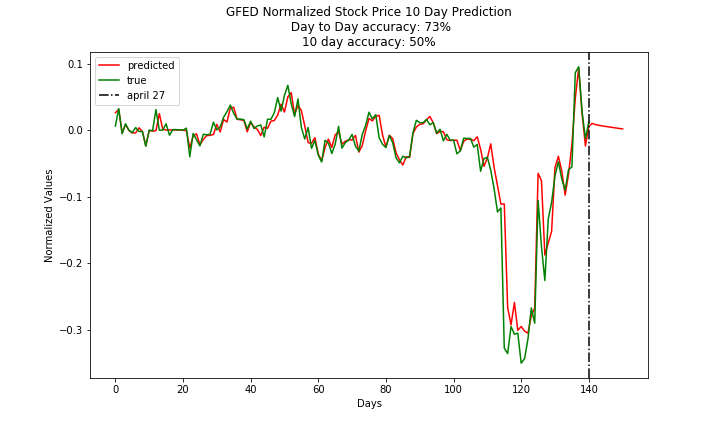 GFED Normalized Stock Price 10 Day Prediction
Day to Day accuracy: 73%
10 day accuracy: 50%
predicted
true
april 27
0.1
0.0
−0.1
−0.2
−0.3
Normalized Values
0 20 40 60 80 100 120 140
Days